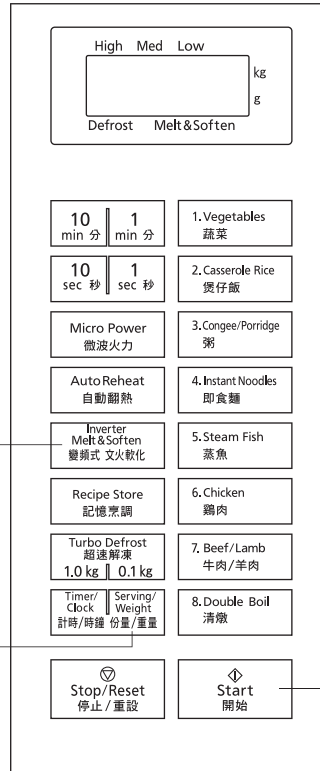 High Med Low
kg
g
Defrost Melt&Soften
10 min 分 1 min 分
10 sec 秒 1 sec 秒
Micro Power
微波火力
Auto Reheat
自動翻熱
Inverter
Melt&Soften
變頻式 文火軟化
Recipe Store
記憶烹調
Turbo Defrost
超速解凍
1.0 kg 0.1 kg
Timer/Clock
計時/時鐘
Serving/Weight
份量/重量
Stop/Reset
停止/重設
1.Vegetables
蔬菜
2.Casserole Rice
煲仔飯
3.Congee/Porridge
粥
4.Instant Noodles
即食麵
5.Steam Fish
蒸魚
6.Chicken
鷄肉
7. Beef/Lamb
牛肉/羊肉
8.Double Boil
清燉
Start
開始